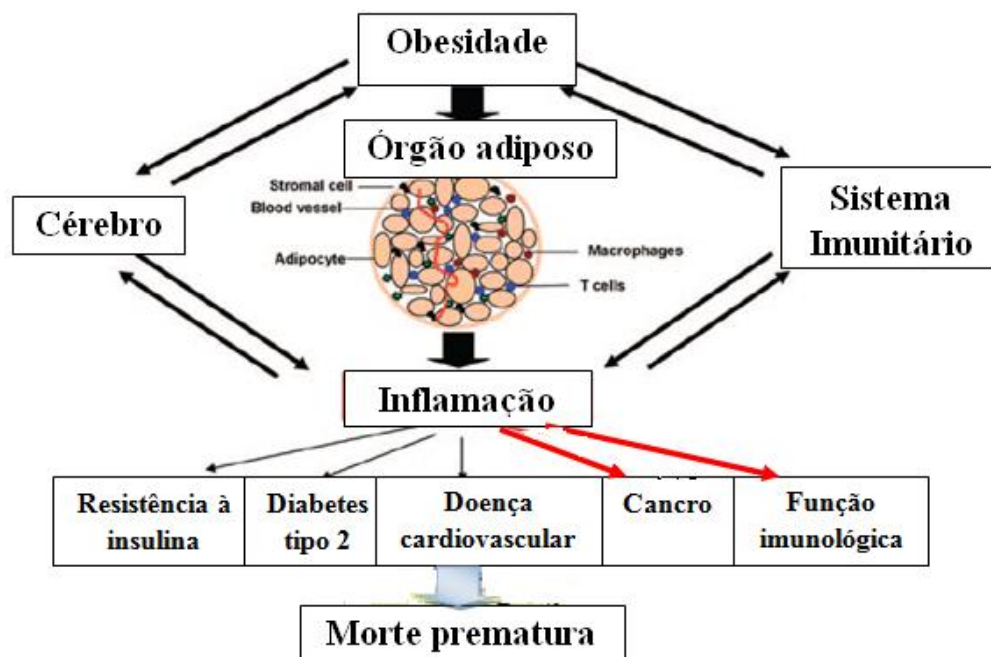 Obesidade
Órgão adiposo
Stromal cell
Blood vessel
Adipocyte
Macrophages
T cells
Cérebro
Sistema
Imunitário
Inflamação
Resistência à
insulina
Diabetes
tipo 2
Doença
cardiovascular
Cancro
Função
imunológica
Morte prematura